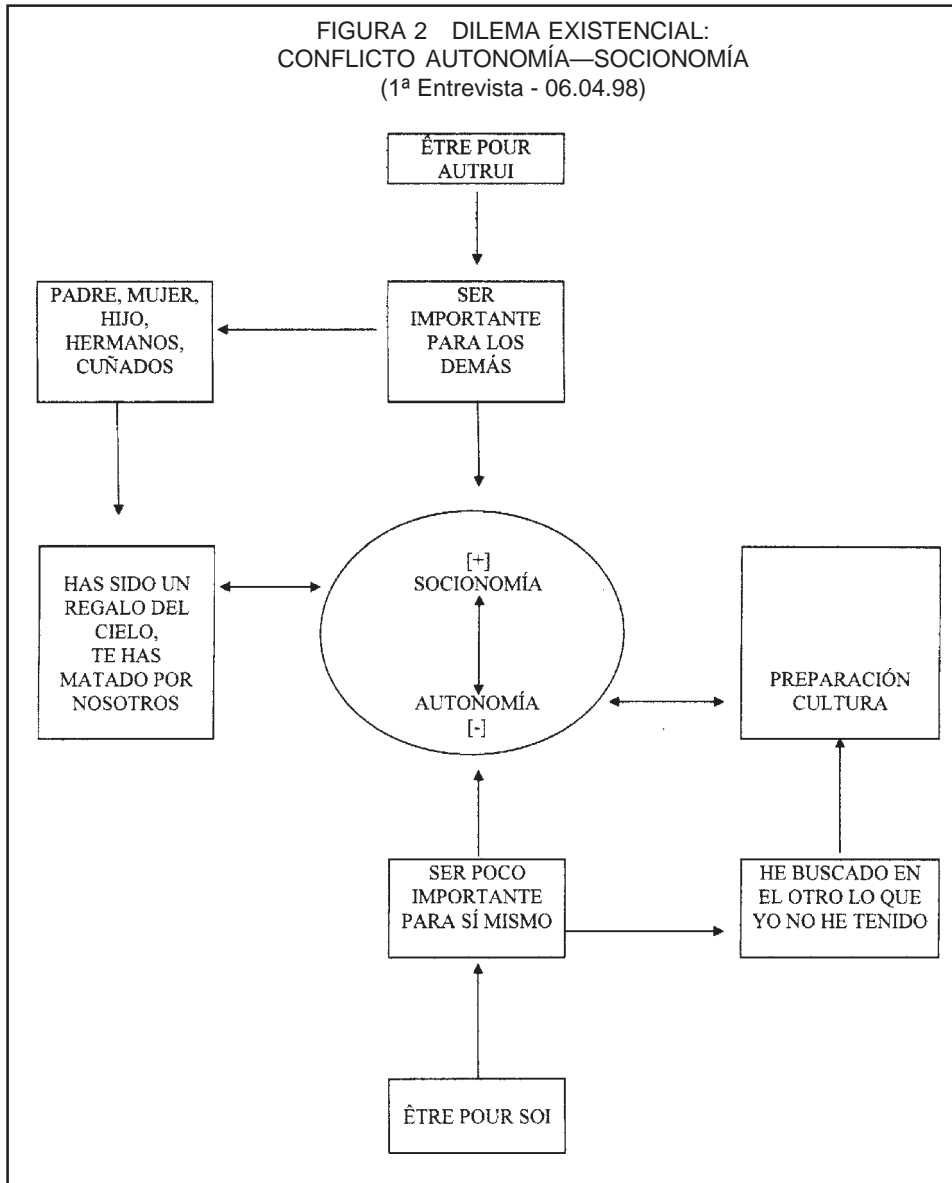 FIGURA 2 DILEMA EXISTENCIAL:
CONFLICTO AUTONOMÍA—SOCIONOMÍA
(1ª Entrevista - 06.04.98)
ÊTRE POUR
AUTRUI
PADRE, MUJER,
HIJO,
HERMANOS,
CUÑADOS
SER
IMPORTANTE
PARA LOS
DEMÁS
HAS SIDO UN
REGALO DEL
CIELO,
TE HAS
MATADO POR
NOSOTROS
[+]
SOCIONOMÍA
AUTONOMÍA
[-]
PREPARACIÓN
CULTURA
SER POCO
IMPORTANTE
PARA SÍ MISMO
HE BUSCADO EN
EL OTRO LO QUE
YO NO HE TENIDO
ÊTRE POUR SOI